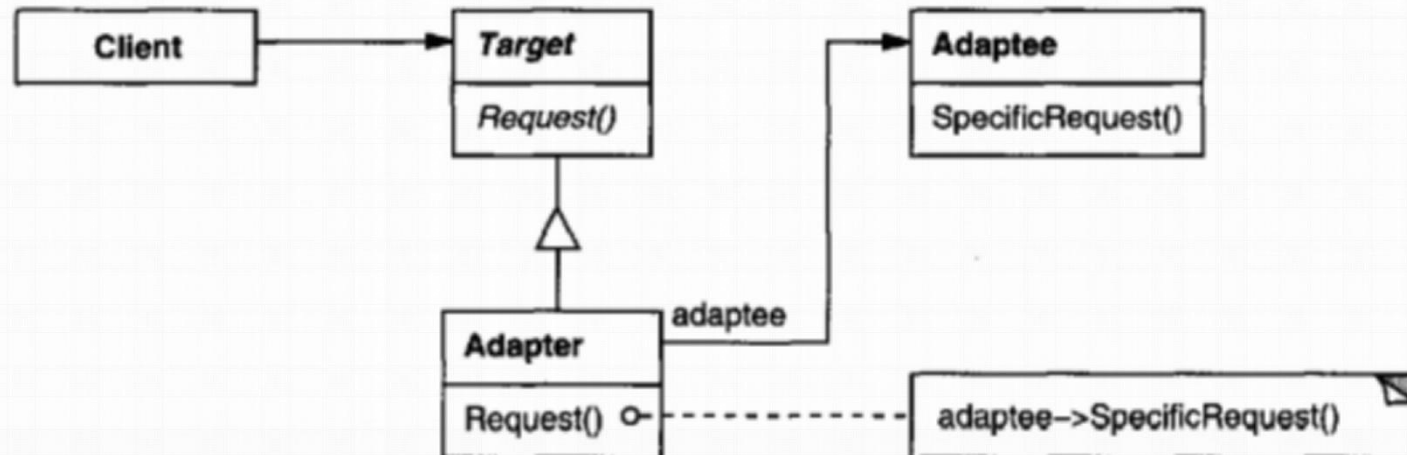 Client
Target
Request()
Adaptee
SpecificRequest()
adaptee
Adapter
Request()
adaptee->SpecificRequest()